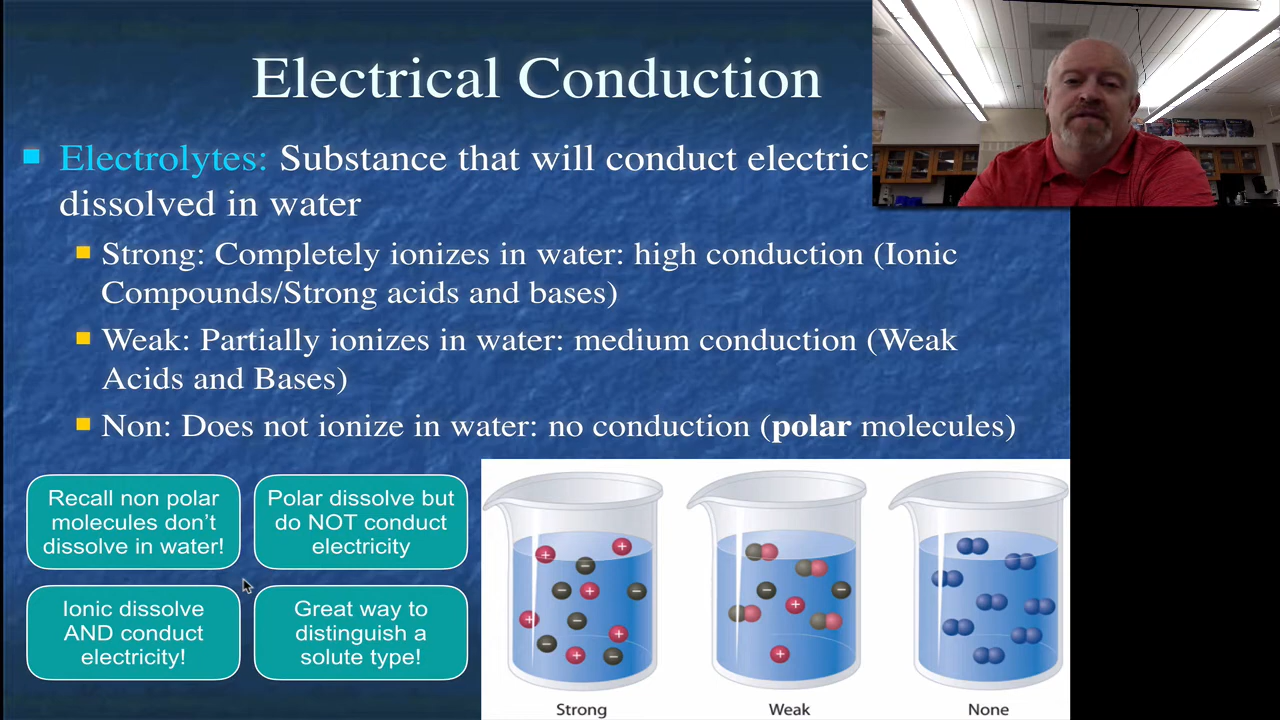 Electrical Conduction
Electrolytes: Substance that will conduct electric
dissolved in water
Strong: Completely ionizes in water: high conduction (Ionic
Compounds/Strong acids and bases)
Weak: Partially ionizes in water: medium conduction (Weak
Acids and Bases)
Non: Does not ionize in water: no conduction (polar molecules)
Recall non polar
molecules don't
dissolve in water!
Polar dissolve but
do NOT conduct
electricity
Ionic dissolve
AND conduct
electricity!
Great way to
distinguish a
solute type!
Strong
Weak
None